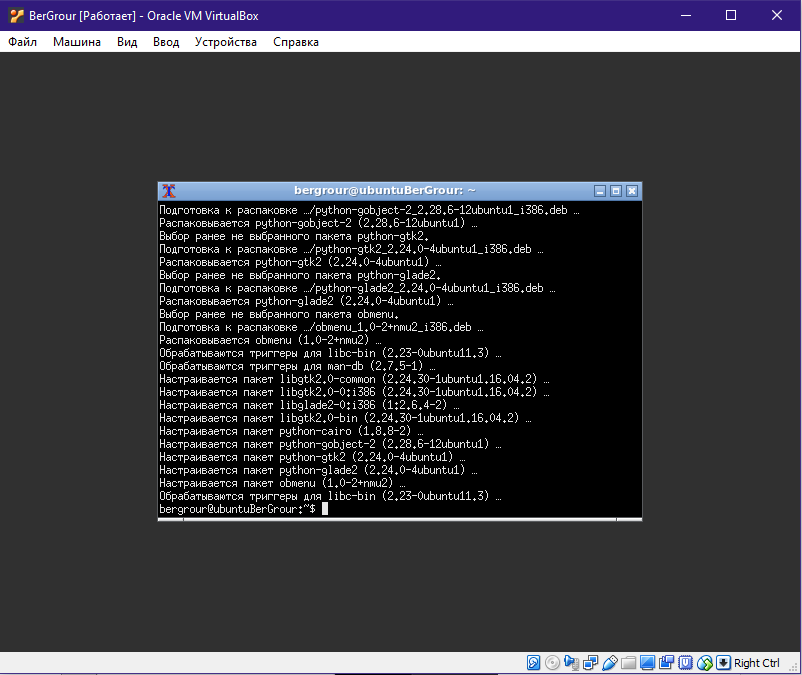 BerGrour [Работает] - Oracle VM VirtualBox
Файл Машина Вид Ввод Устройства Справка
bergrour@ubuntuBerGrour: ~
Подготовка к распаковке …/python-gobject-2_2.28.6-12ubuntu1_i386.deb …
Распаковывается python-gobject-2 (2.28.6-12ubuntu1) …
Выбор ранее не выбранного пакета python-gtk2.
Подготовка к распаковке …/python-gtk2_2.24.0-4ubuntu1_i386.deb …
Распаковывается python-gtk2 (2.24.0-4ubuntu1) …
Выбор ранее не выбранного пакета python-glade2.
Подготовка к распаковке …/python-glade2_2.24.0-4ubuntu1_i386.deb …
Распаковывается python-glade2 (2.24.0-4ubuntu1) …
Выбор ранее не выбранного пакета obmenu.
Подготовка к распаковке …/obmenu_1.0-2+nmu2_i386.deb …
Распаковывается obmenu (1.0-2+nmu2) …
Обрабатываются триггеры для libc-bin (2.23-0ubuntu11.3) …
Обрабатываются триггеры для man-db (2.7.5-1) …
Настраивается пакет libgtk2.0-common (2.24.30-1ubuntu1.16.04.2) …
Настраивается пакет libgtk2.0-0:i386 (2.24.30-1ubuntu1.16.04.2) …
Настраивается пакет libglade2-0:i386 (1:2.6.4-2) …
Настраивается пакет libgtk2.0-bin (2.24.30-1ubuntu1.16.04.2) …
Настраивается пакет python-cairo (1.8.8-2) …
Настраивается пакет python-gobject-2 (2.28.6-12ubuntu1) …
Настраивается пакет python-gtk2 (2.24.0-4ubuntu1) …
Настраивается пакет python-glade2 (2.24.0-4ubuntu1) …
Настраивается пакет obmenu (1.0-2+nmu2) …
Обрабатываются триггеры для libc-bin (2.23-0ubuntu11.3) …
bergrour@ubuntuBerGrour:~$
Right Ctrl